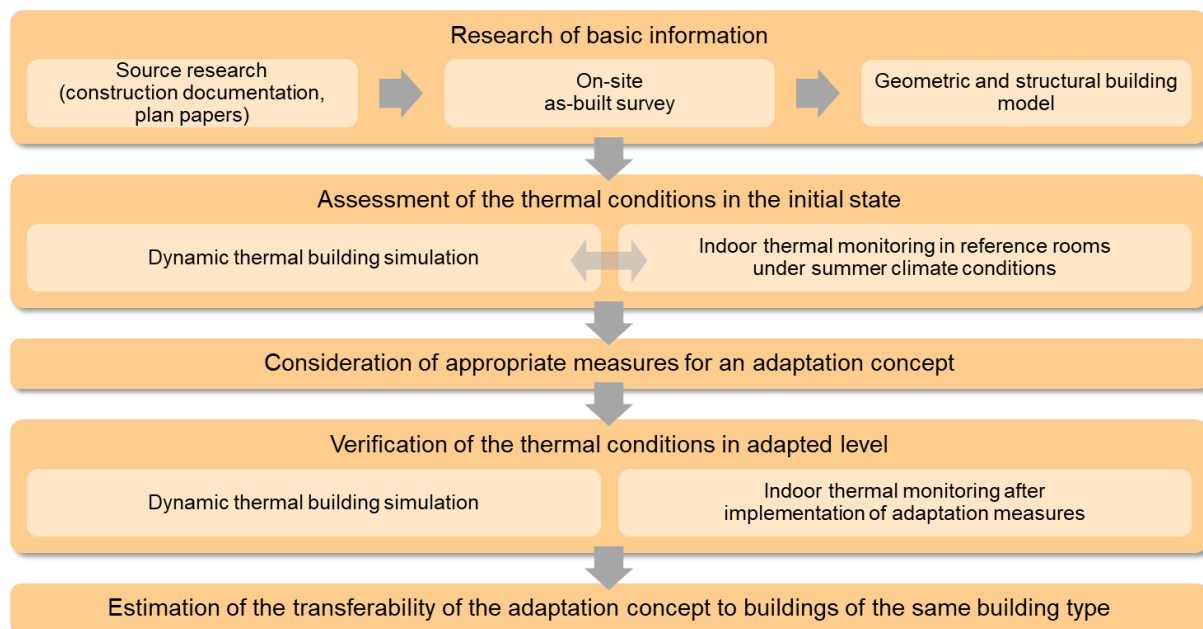 Research of basic information
Source research
(construction documentation,
plan papers)
On-site
as-built survey
Geometric and structural building
model
Assessment of the thermal conditions in the initial state
Dynamic thermal building simulation
Indoor thermal monitoring in reference rooms
under summer climate conditions
Consideration of appropriate measures for an adaptation concept
Verification of the thermal conditions in adapted level
Dynamic thermal building simulation
Indoor thermal monitoring after
implementation of adaptation measures
Estimation of the transferability of the adaptation concept to buildings of the same building type